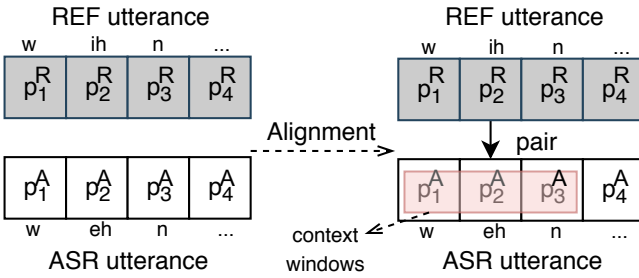 REF utterance
w ih n ...
p₁ᴿ p₂ᴿ p₃ᴿ p₄ᴿ
p₁ᴬ p₂ᴬ p₃ᴬ p₄ᴬ
w eh n ...
ASR utterance
Alignment
REF utterance
w ih n ...
p₁ᴿ p₂ᴿ p₃ᴿ p₄ᴿ
pair
p₁ᴬ p₂ᴬ p₃ᴬ p₄ᴬ
w eh n ...
ASR utterance
context
windows